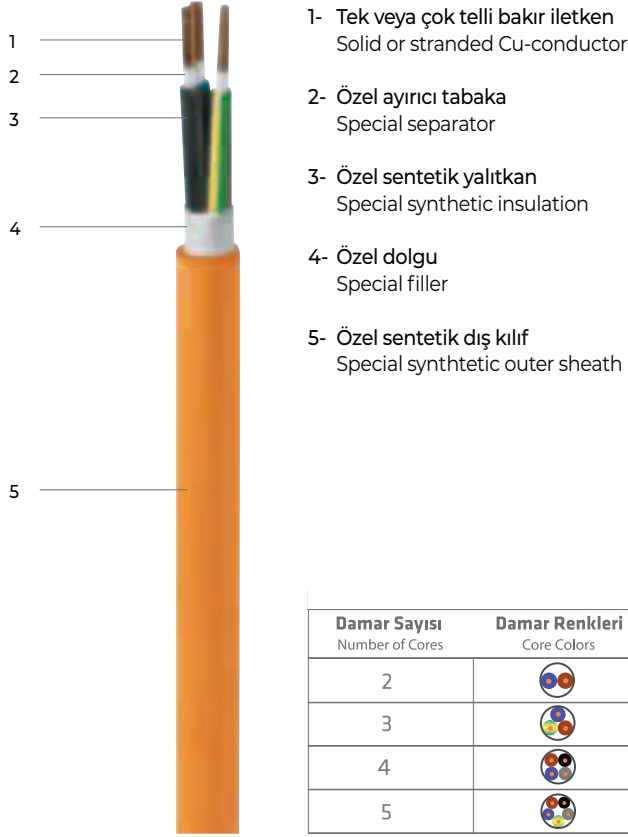 1
2
3
4
5
1- Tek veya çok telli bakır iletken
Solid or stranded Cu-conductor
2- Özel ayırıcı tabaka
Special separator
3- Özel sentetik yalıtkan
Special synthetic insulation
4- Özel dolgu
Special filler
5- Özel sentetik dış kılıf
Special synthtetic outer sheath
Damar Sayısı Damar Renkleri
Number of Cores Core Colors
2
3
4
5